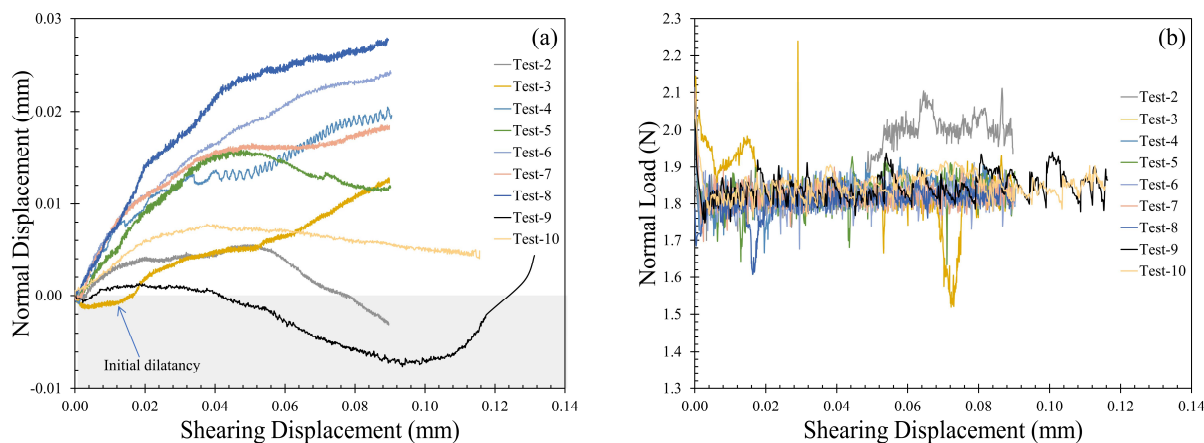 (a)
Normal Displacement (mm)
0.03
0.02
0.01
0.00
-0.01
Test-2
Test-3
Test-4
Test-5
Test-6
Test-7
Test-8
Test-9
Test-10
Initial dilatancy
0.00 0.02 0.04 0.06 0.08 0.10 0.12 0.14
Shearing Displacement (mm)
(b)
Normal Load (N)
2.3
2.2
2.1
2.0
1.9
1.8
1.7
1.6
1.5
1.4
1.3
Test-2
Test-3
Test-4
Test-5
Test-6
Test-7
Test-8
Test-9
Test-10
0.00 0.02 0.04 0.06 0.08 0.10 0.12 0.14
Shearing Displacement (mm)